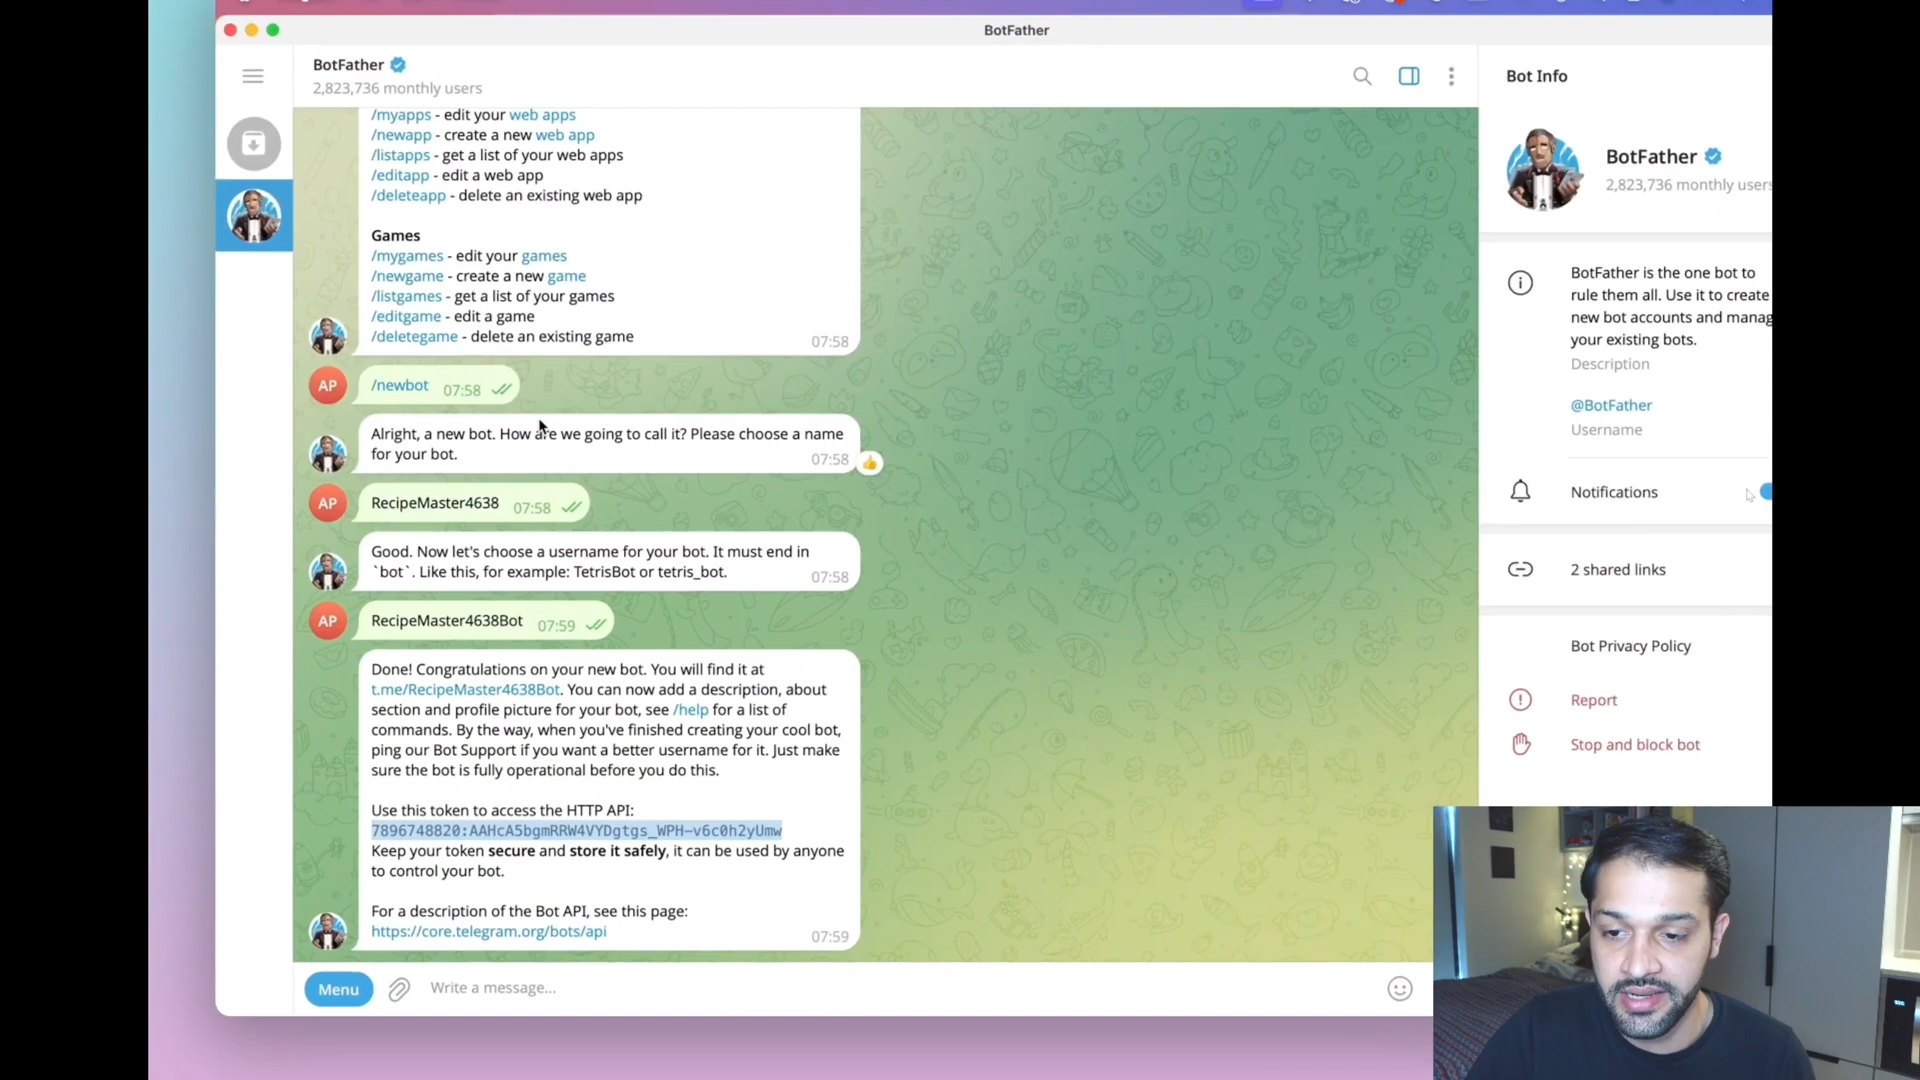 BotFather
BotFather
2,823,736 monthly users
/myapps - edit your web apps
/newapp - create a new web app
/listapps - get a list of your web apps
/editapp - edit a web app
/deleteapp - delete an existing web app
Games
/mygames - edit your games
/newgame - create a new game
/listgames - get a list of your games
/editgame - edit a game
/deletegame - delete an existing game
07:58
AP
/newbot
07:58
Alright, a new bot. How are we going to call it? Please choose a name
for your bot.
07:58
AP
RecipeMaster4638
07:58
Good. Now let's choose a username for your bot. It must end in
`bot`. Like this, for example: TetrisBot or tetris_bot.
07:58
AP
RecipeMaster4638Bot
07:59
Done! Congratulations on your new bot. You will find it at
t.me/RecipeMaster4638Bot. You can now add a description, about
section and profile picture for your bot, see /help for a list of
commands. By the way, when you've finished creating your cool bot,
ping our Bot Support if you want a better username for it. Just make
sure the bot is fully operational before you do this.
Use this token to access the HTTP API:
7896748820:AAHcA5bgmRRW4VYDgtgs_WPH-v6c0h2yUmw
Keep your token secure and store it safely, it can be used by anyone
to control your bot.
For a description of the Bot API, see this page:
https://core.telegram.org/bots/api
07:59
Menu
Write a message...
Bot Info
BotFather
2,823,736 monthly users
BotFather is the one bot to
rule them all. Use it to create
new bot accounts and manag
your existing bots.
Description
@BotFather
Username
Notifications
2 shared links
Bot Privacy Policy
Report
Stop and block bot